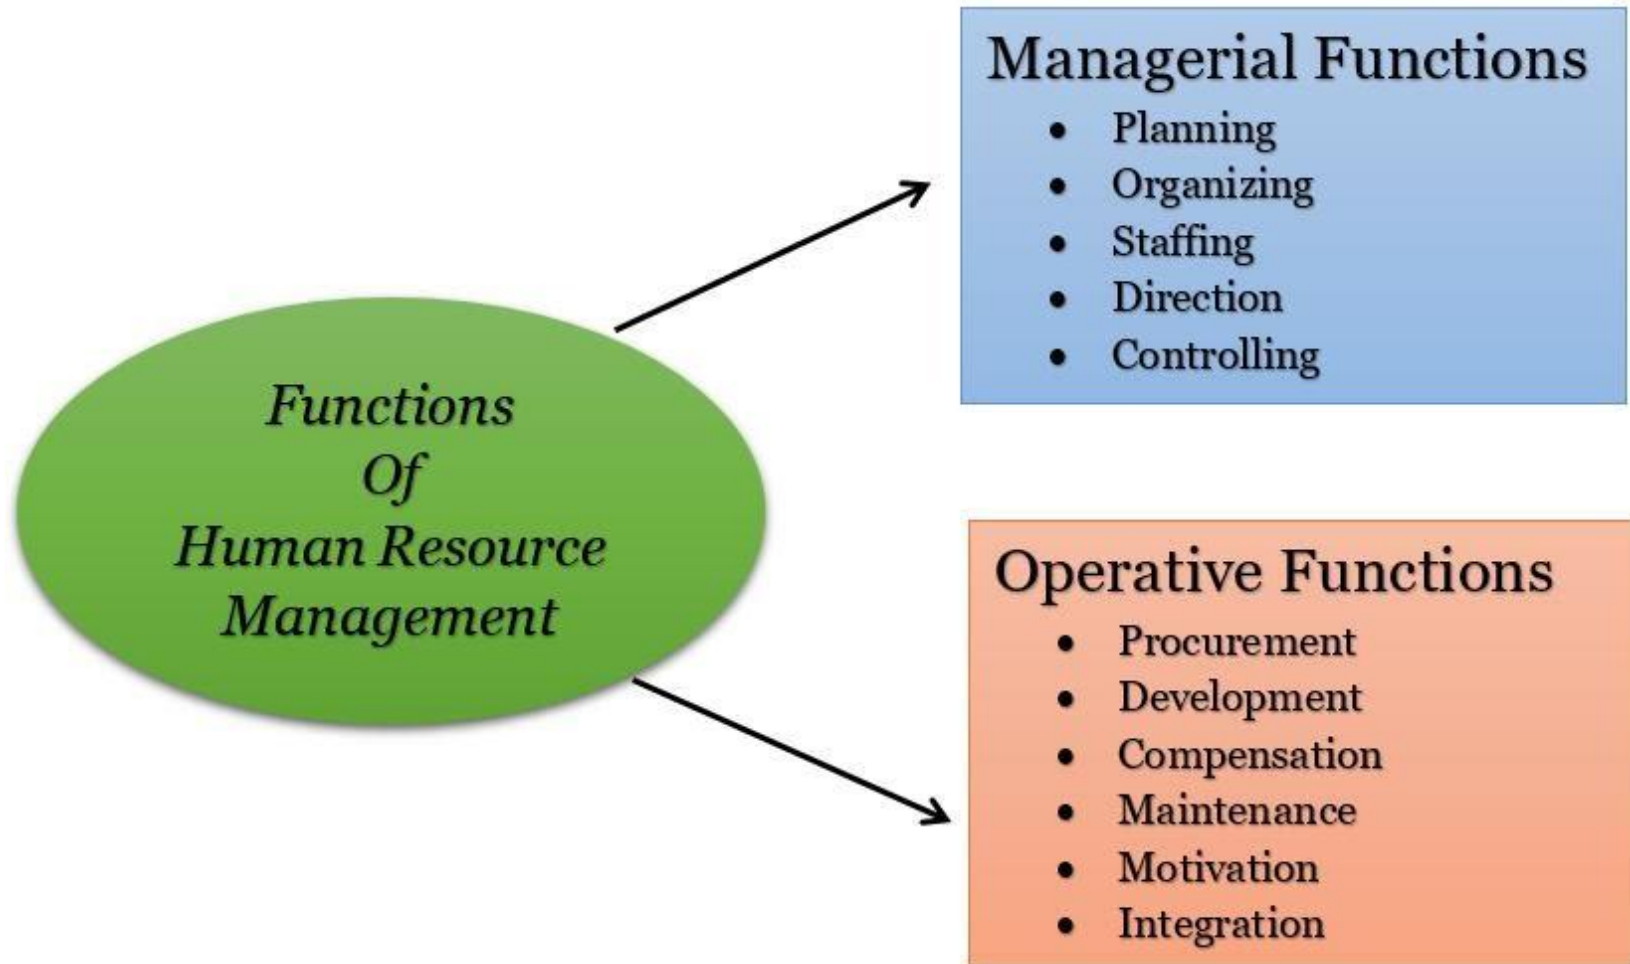 Functions
Of
Human Resource
Management
Managerial Functions
• Planning
• Organizing
• Staffing
• Direction
• Controlling
Operative Functions
• Procurement
• Development
• Compensation
• Maintenance
• Motivation
• Integration